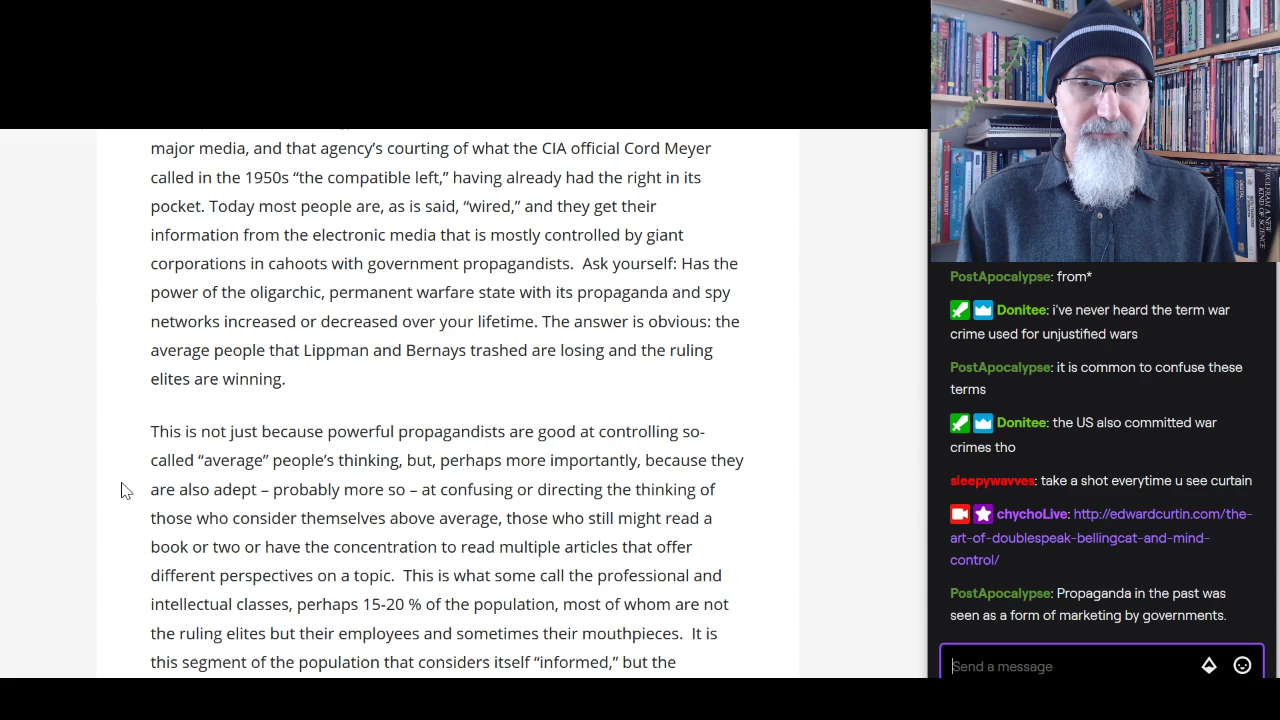 major media, and that agency’s courting of what the CIA official Cord Meyer
called in the 1950s “the compatible left,” having already had the right in its
pocket. Today most people are, as is said, “wired,” and they get their
information from the electronic media that is mostly controlled by giant
corporations in cahoots with government propagandists.  Ask yourself: Has the
power of the oligarchic, permanent warfare state with its propaganda and spy
networks increased or decreased over your lifetime. The answer is obvious: the
average people that Lippman and Bernays trashed are losing and the ruling
elites are winning.
This is not just because powerful propagandists are good at controlling so-
called “average” people’s thinking, but, perhaps more importantly, because they
are also adept – probably more so – at confusing or directing the thinking of
those who consider themselves above average, those who still might read a
book or two or have the concentration to read multiple articles that offer
different perspectives on a topic.  This is what some call the professional and
intellectual classes, perhaps 15-20 % of the population, most of whom are not
the ruling elites but their employees and sometimes their mouthpieces.  It is
this segment of the population that considers itself “informed,” but the
PostApocalypse: from*
Donitee: i've never heard the term war
crime used for unjustified wars
PostApocalypse: it is common to confuse these
terms
Donitee: the US also committed war
crimes tho
sleepywavves: take a shot everytime u see curtain
chychoLive: http://edwardcurtin.com/the-
art-of-doublespeak-bellingcat-and-mind-
control/
PostApocalypse: Propaganda in the past was
seen as a form of marketing by governments.
Send a message
WOLFRAM A NEW
KIND OF SCIENCE